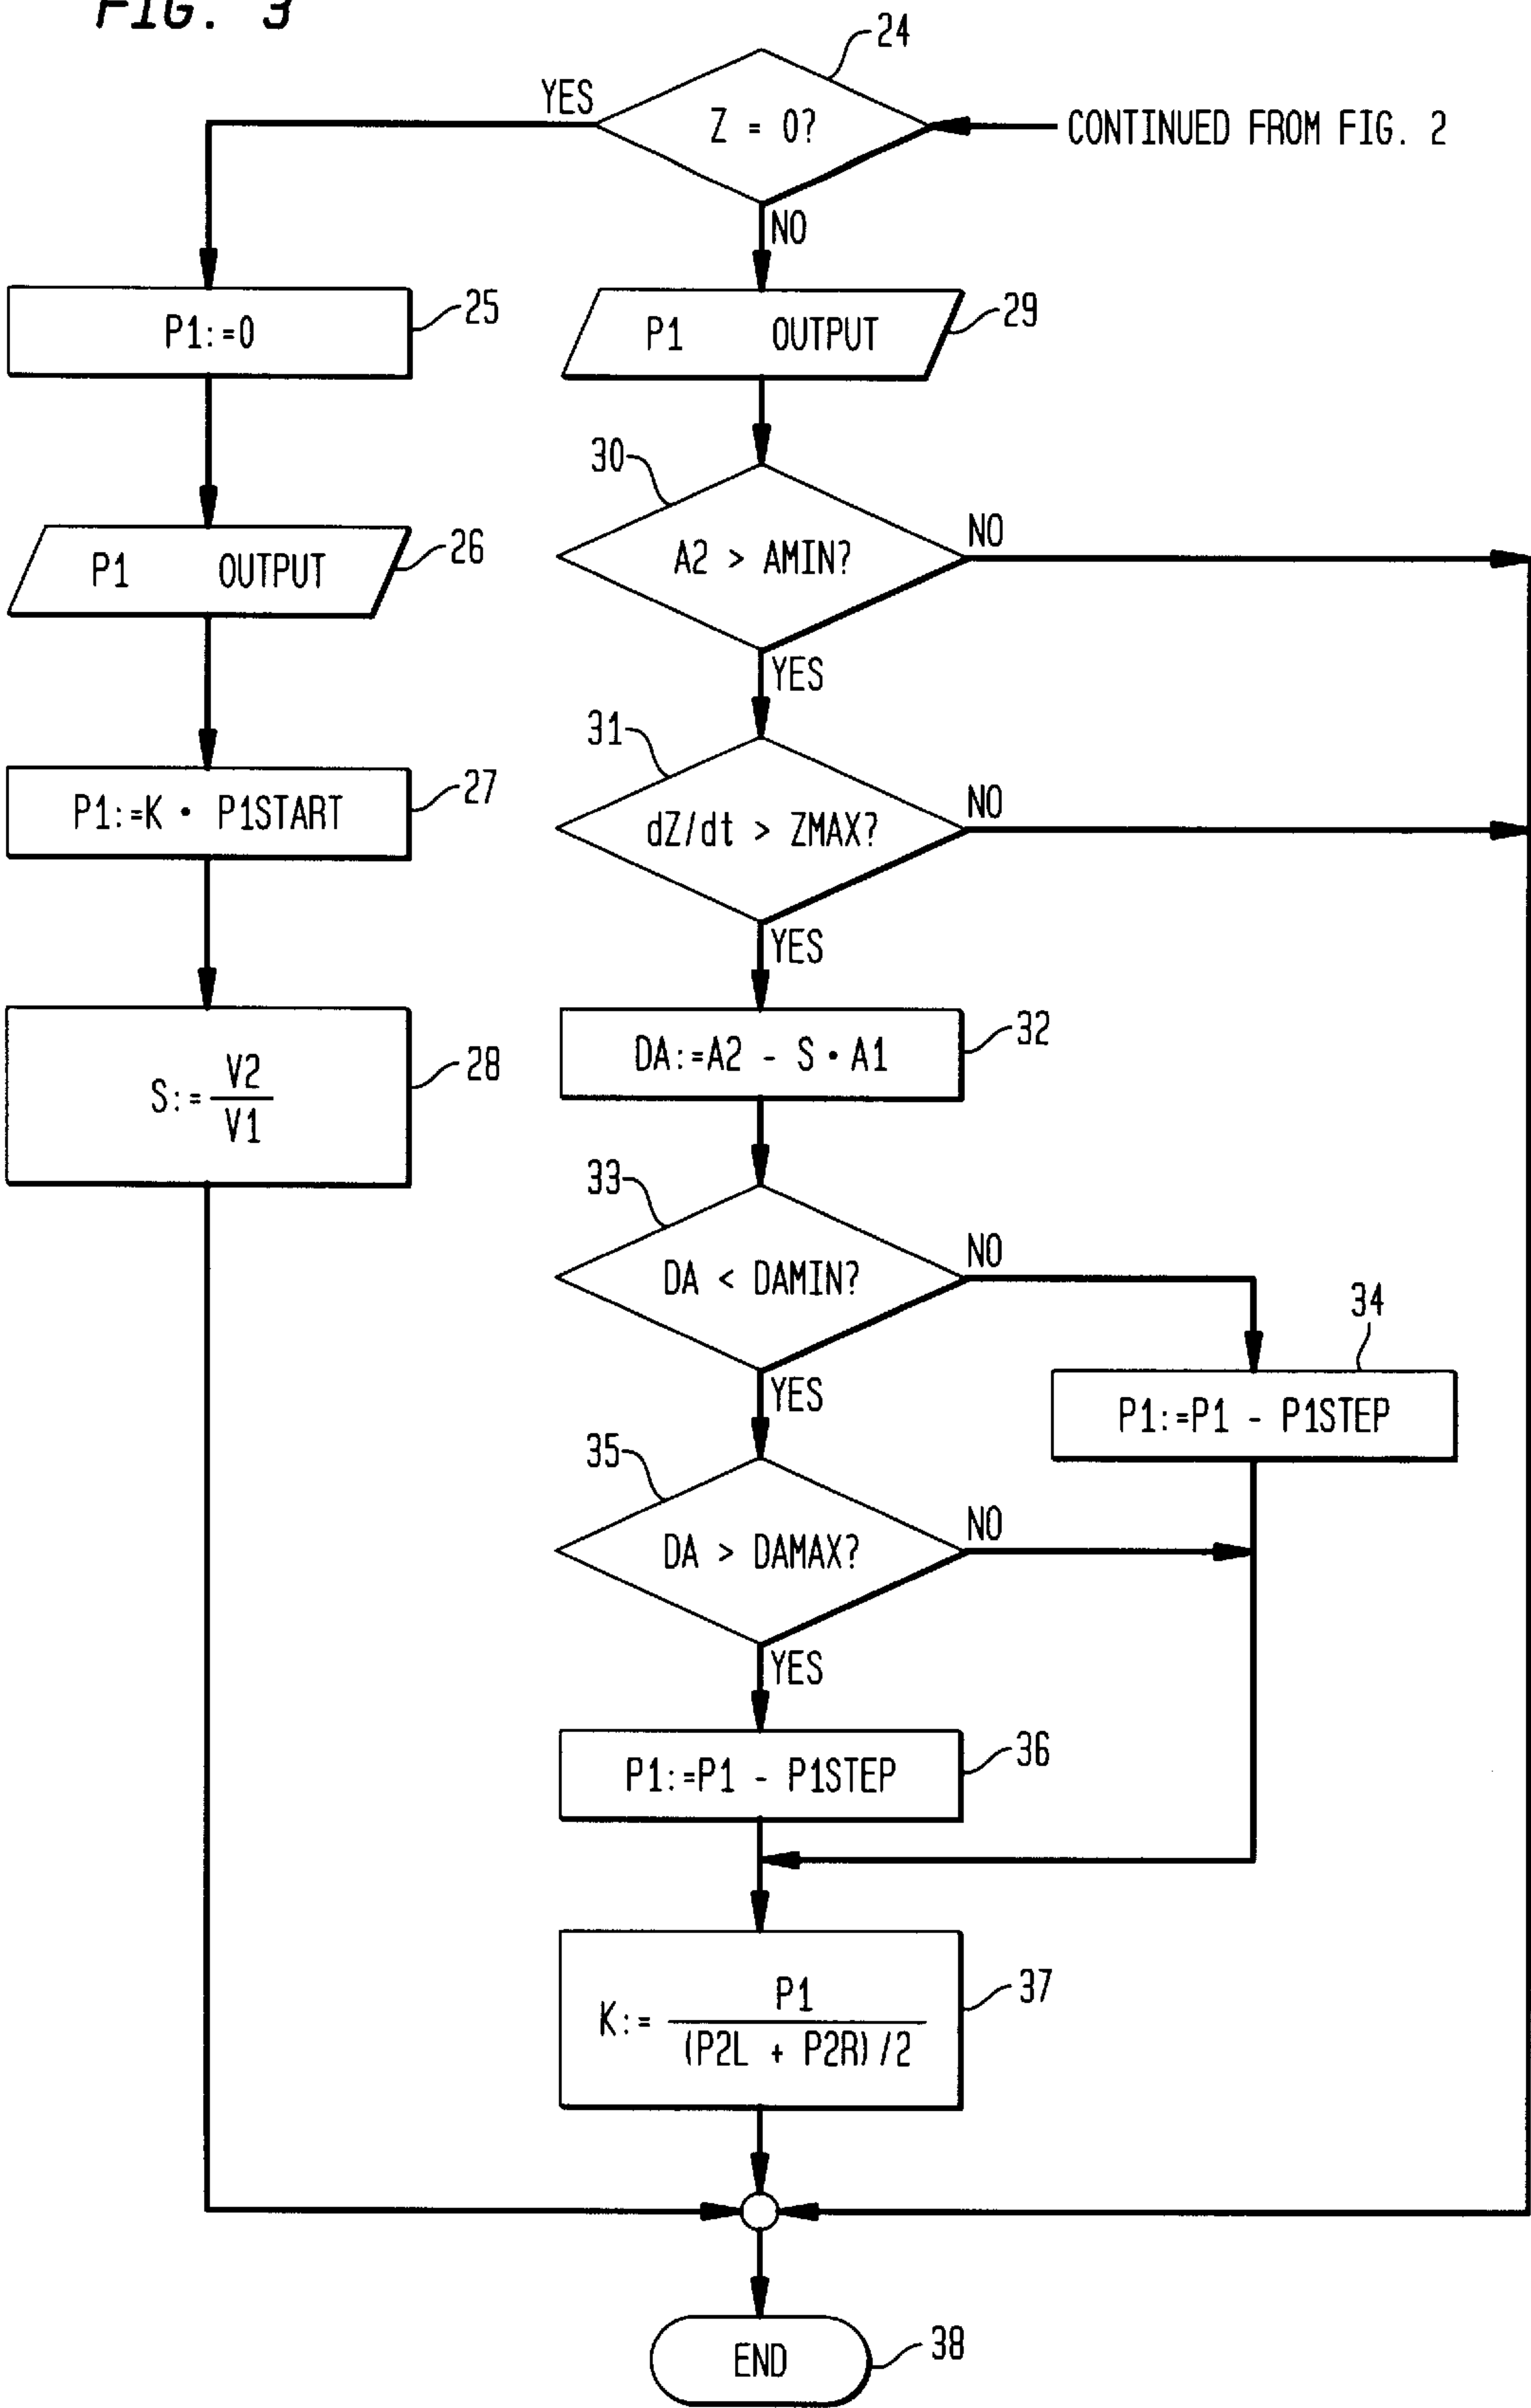 FIG. 3
24
YES
Z = 0?
CONTINUED FROM FIG. 2
NO
P1:=0
25
P1 OUTPUT
29
30
A2 > AMIN?
NO
P1 OUTPUT
26
YES
31
dZ/dt > ZMAX?
NO
P1:=K • P1START
27
YES
DA:=A2 - S • A1
32
S:= V2
V1
28
33
DA < DAMIN?
NO
34
P1:=P1 - P1STEP
YES
35
DA > DAMAX?
NO
YES
P1:=P1 - P1STEP
36
K:= P1
(P2L + P2R)/2
37
END
38